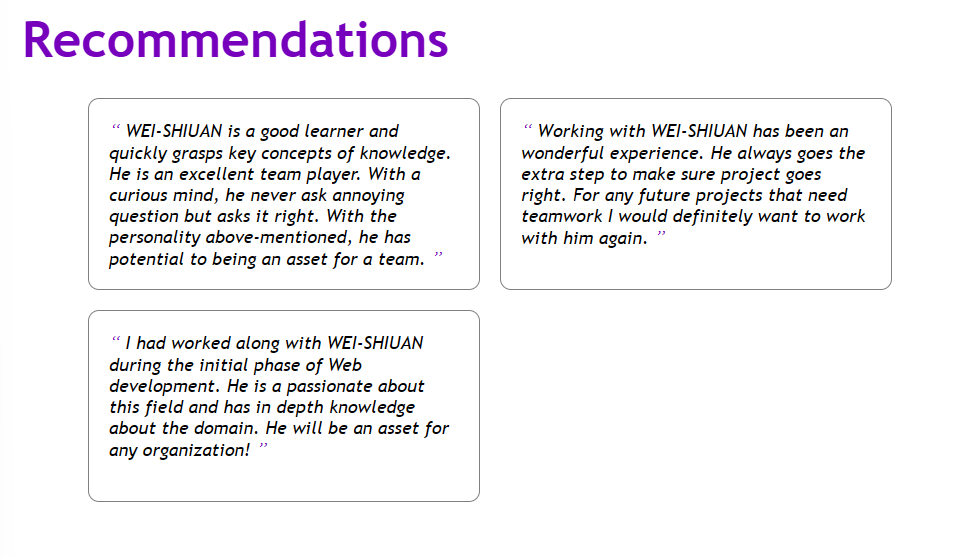 Recommendations
“ WEI-SHIUAN is a good learner and
quickly grasps key concepts of knowledge.
He is an excellent team player. With a
curious mind, he never ask annoying
question but asks it right. With the
personality above-mentioned, he has
potential to being an asset for a team. ”
“ Working with WEI-SHIUAN has been an
wonderful experience. He always goes the
extra step to make sure project goes
right. For any future projects that need
teamwork I would definitely want to work
with him again. ”
“ I had worked along with WEI-SHIUAN
during the initial phase of Web
development. He is a passionate about
this field and has in depth knowledge
about the domain. He will be an asset for
any organization! ”